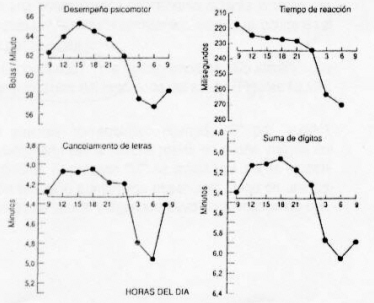 Desempeño psicomotor
Bolas / Minuto
66
64
62
60
58
56
9 12 15 18 21 3 6 9
Tiempo de reacción
Milisegundos
210
220
230
240
250
260
270
280
9 12 15 18 21 3 6 9
Cancelamiento de letras
Minutos
3,8
4,0
4,2
4,4
4,6
4,8
5,0
5,2
9 12 15 18 21 3 6 9
Suma de dígitos
Minutos
4,8
5,0
5,2
5,4
5,6
5,8
6,0
6,2
6,4
9 12 15 18 21 3 6 9
HORAS DEL DIA